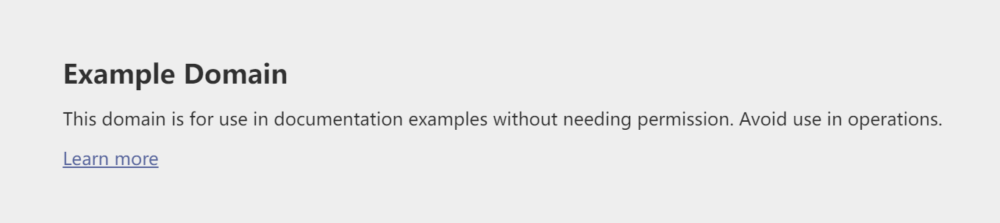 Example Domain
This domain is for use in documentation examples without needing permission. Avoid use in operations.
Learn more